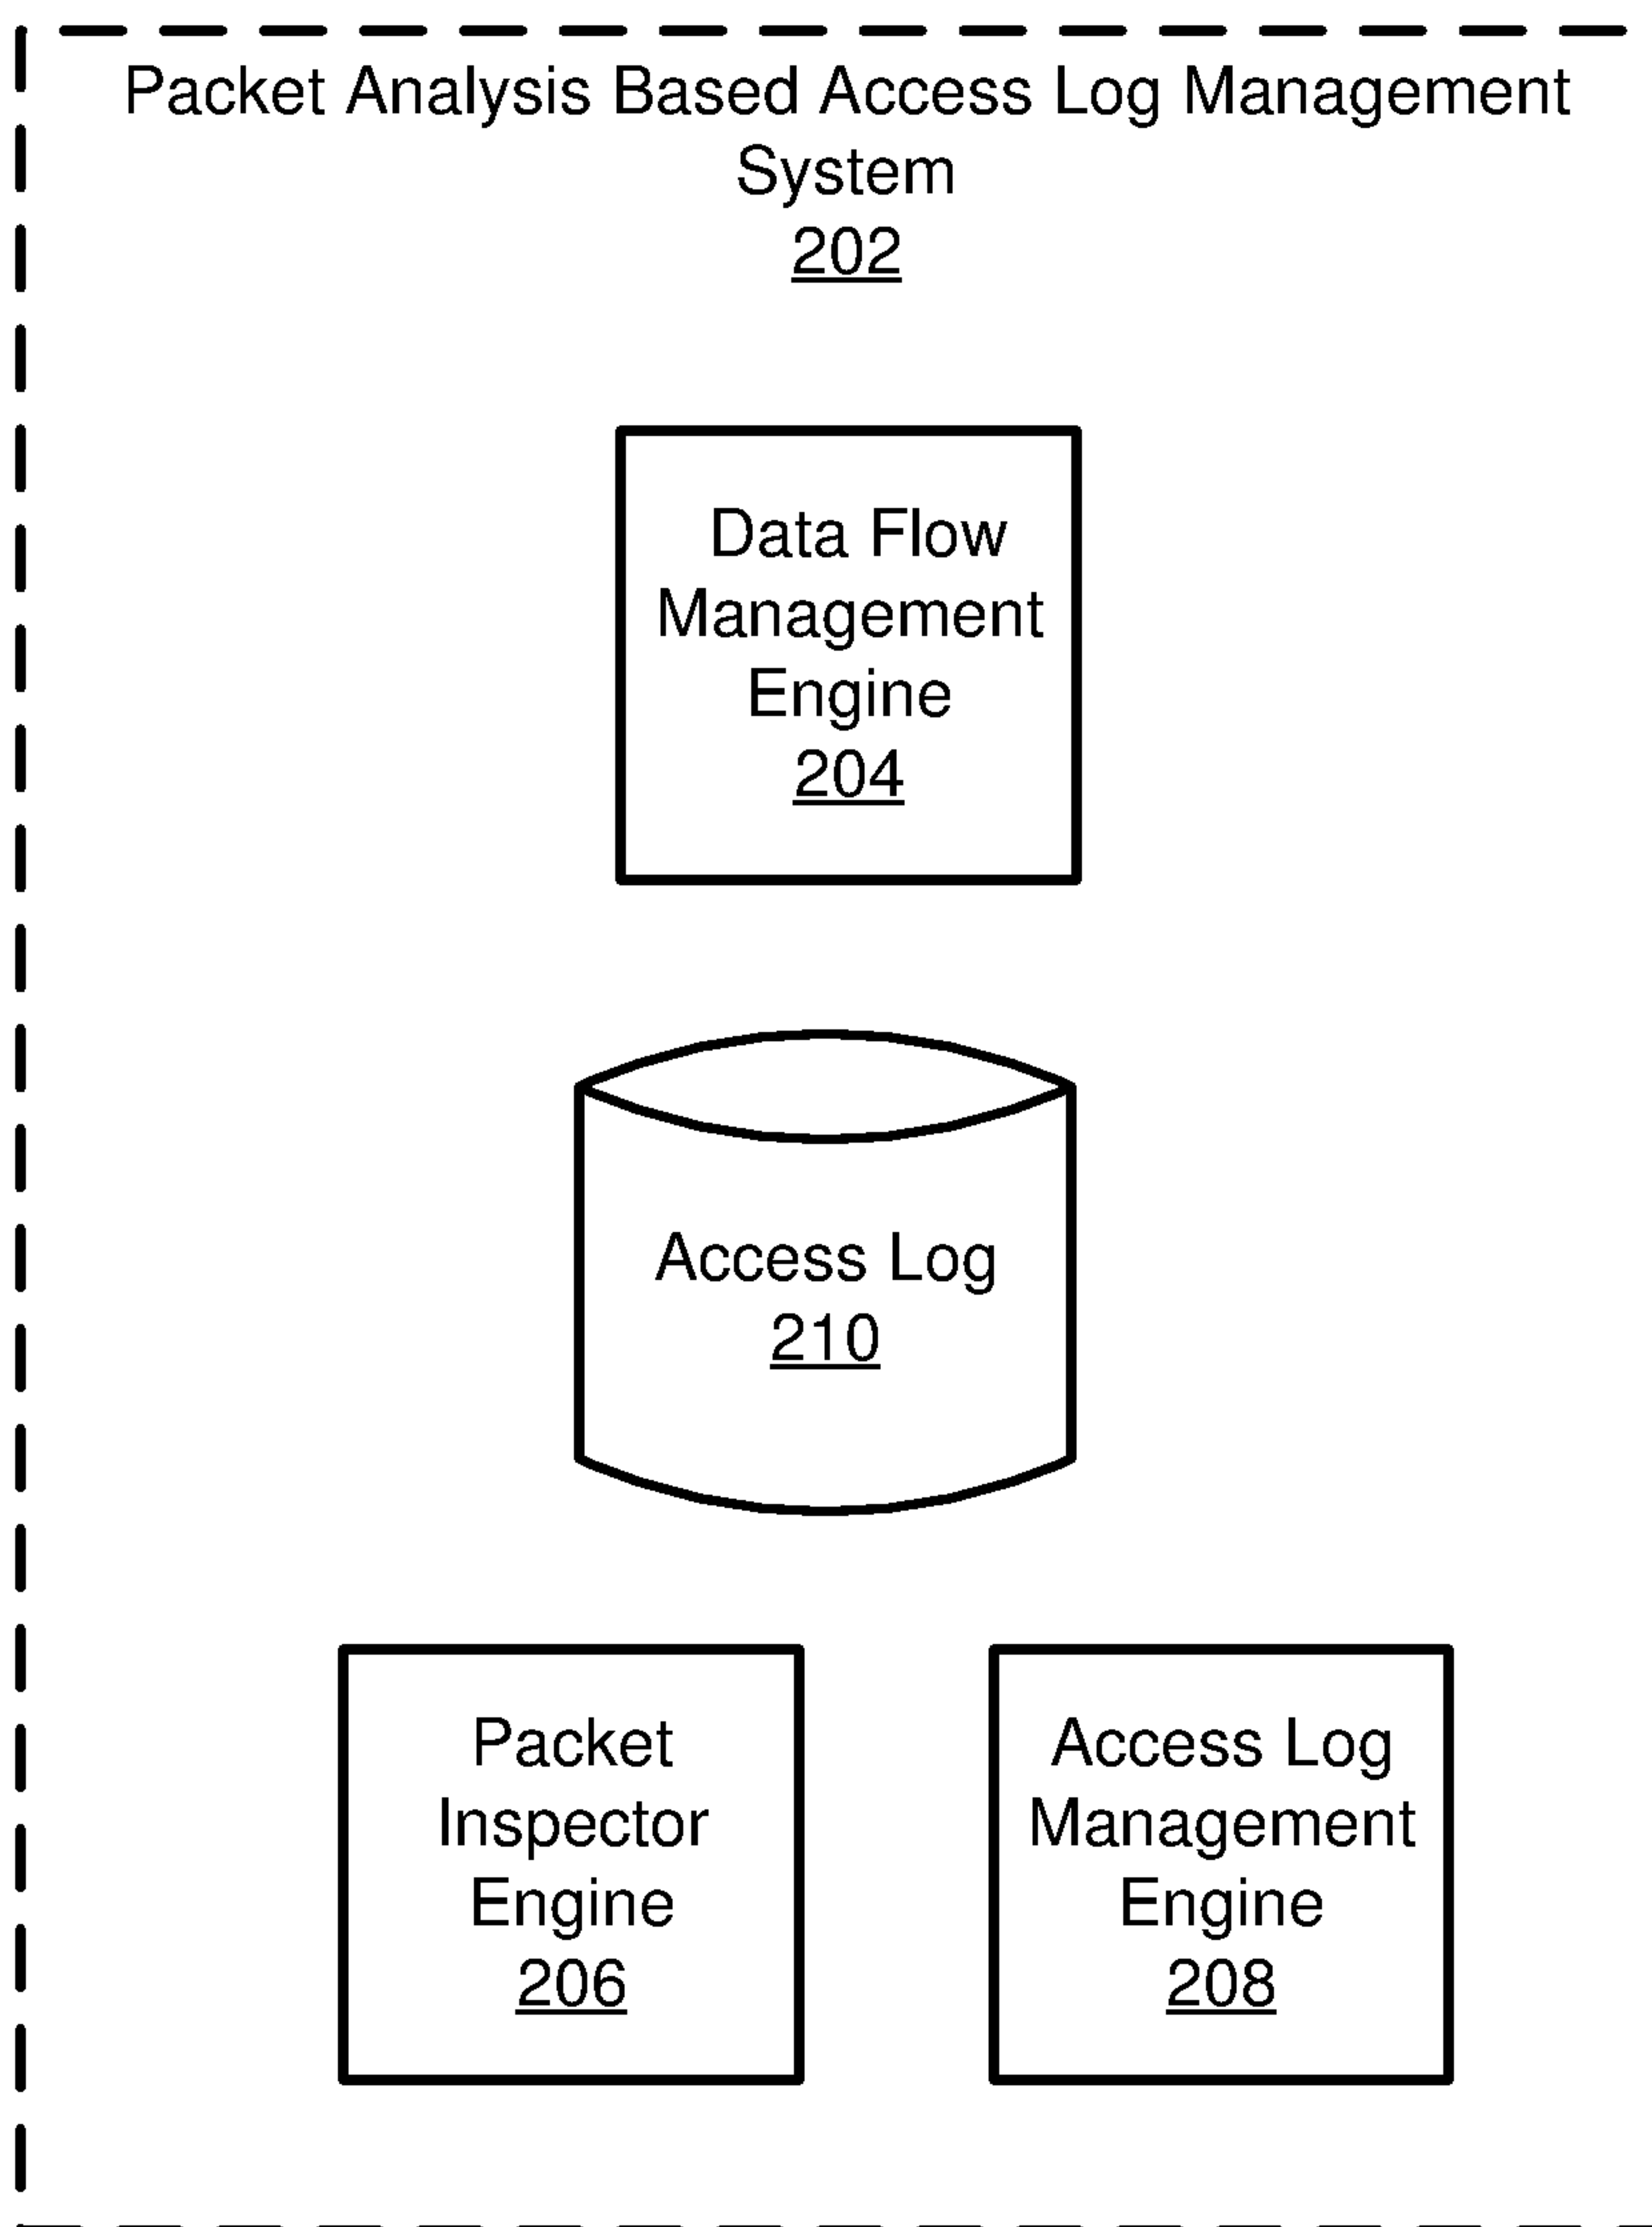 Packet Analysis Based Access Log Management
System
202
Data Flow
Management
Engine
204
Access Log
210
Packet
Inspector
Engine
206
Access Log
Management
Engine
208